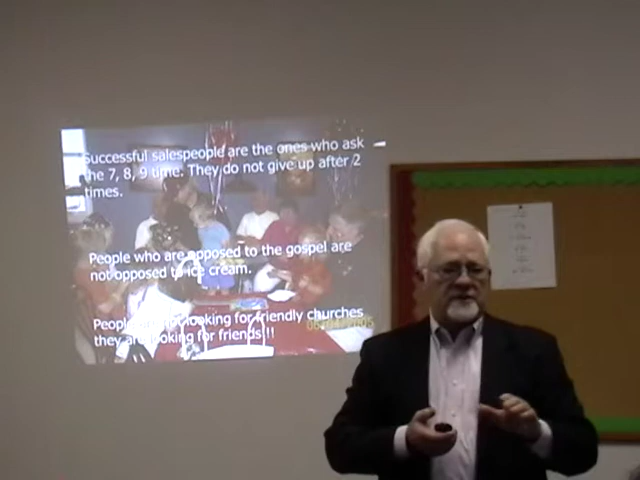 Successful salespeople are the ones who ask
the 7, 8, 9 time. They do not give up after 2
times.
People who are opposed to the gospel are
not opposed to ice cream.
People are not looking for friendly churches
they are looking for friends !!